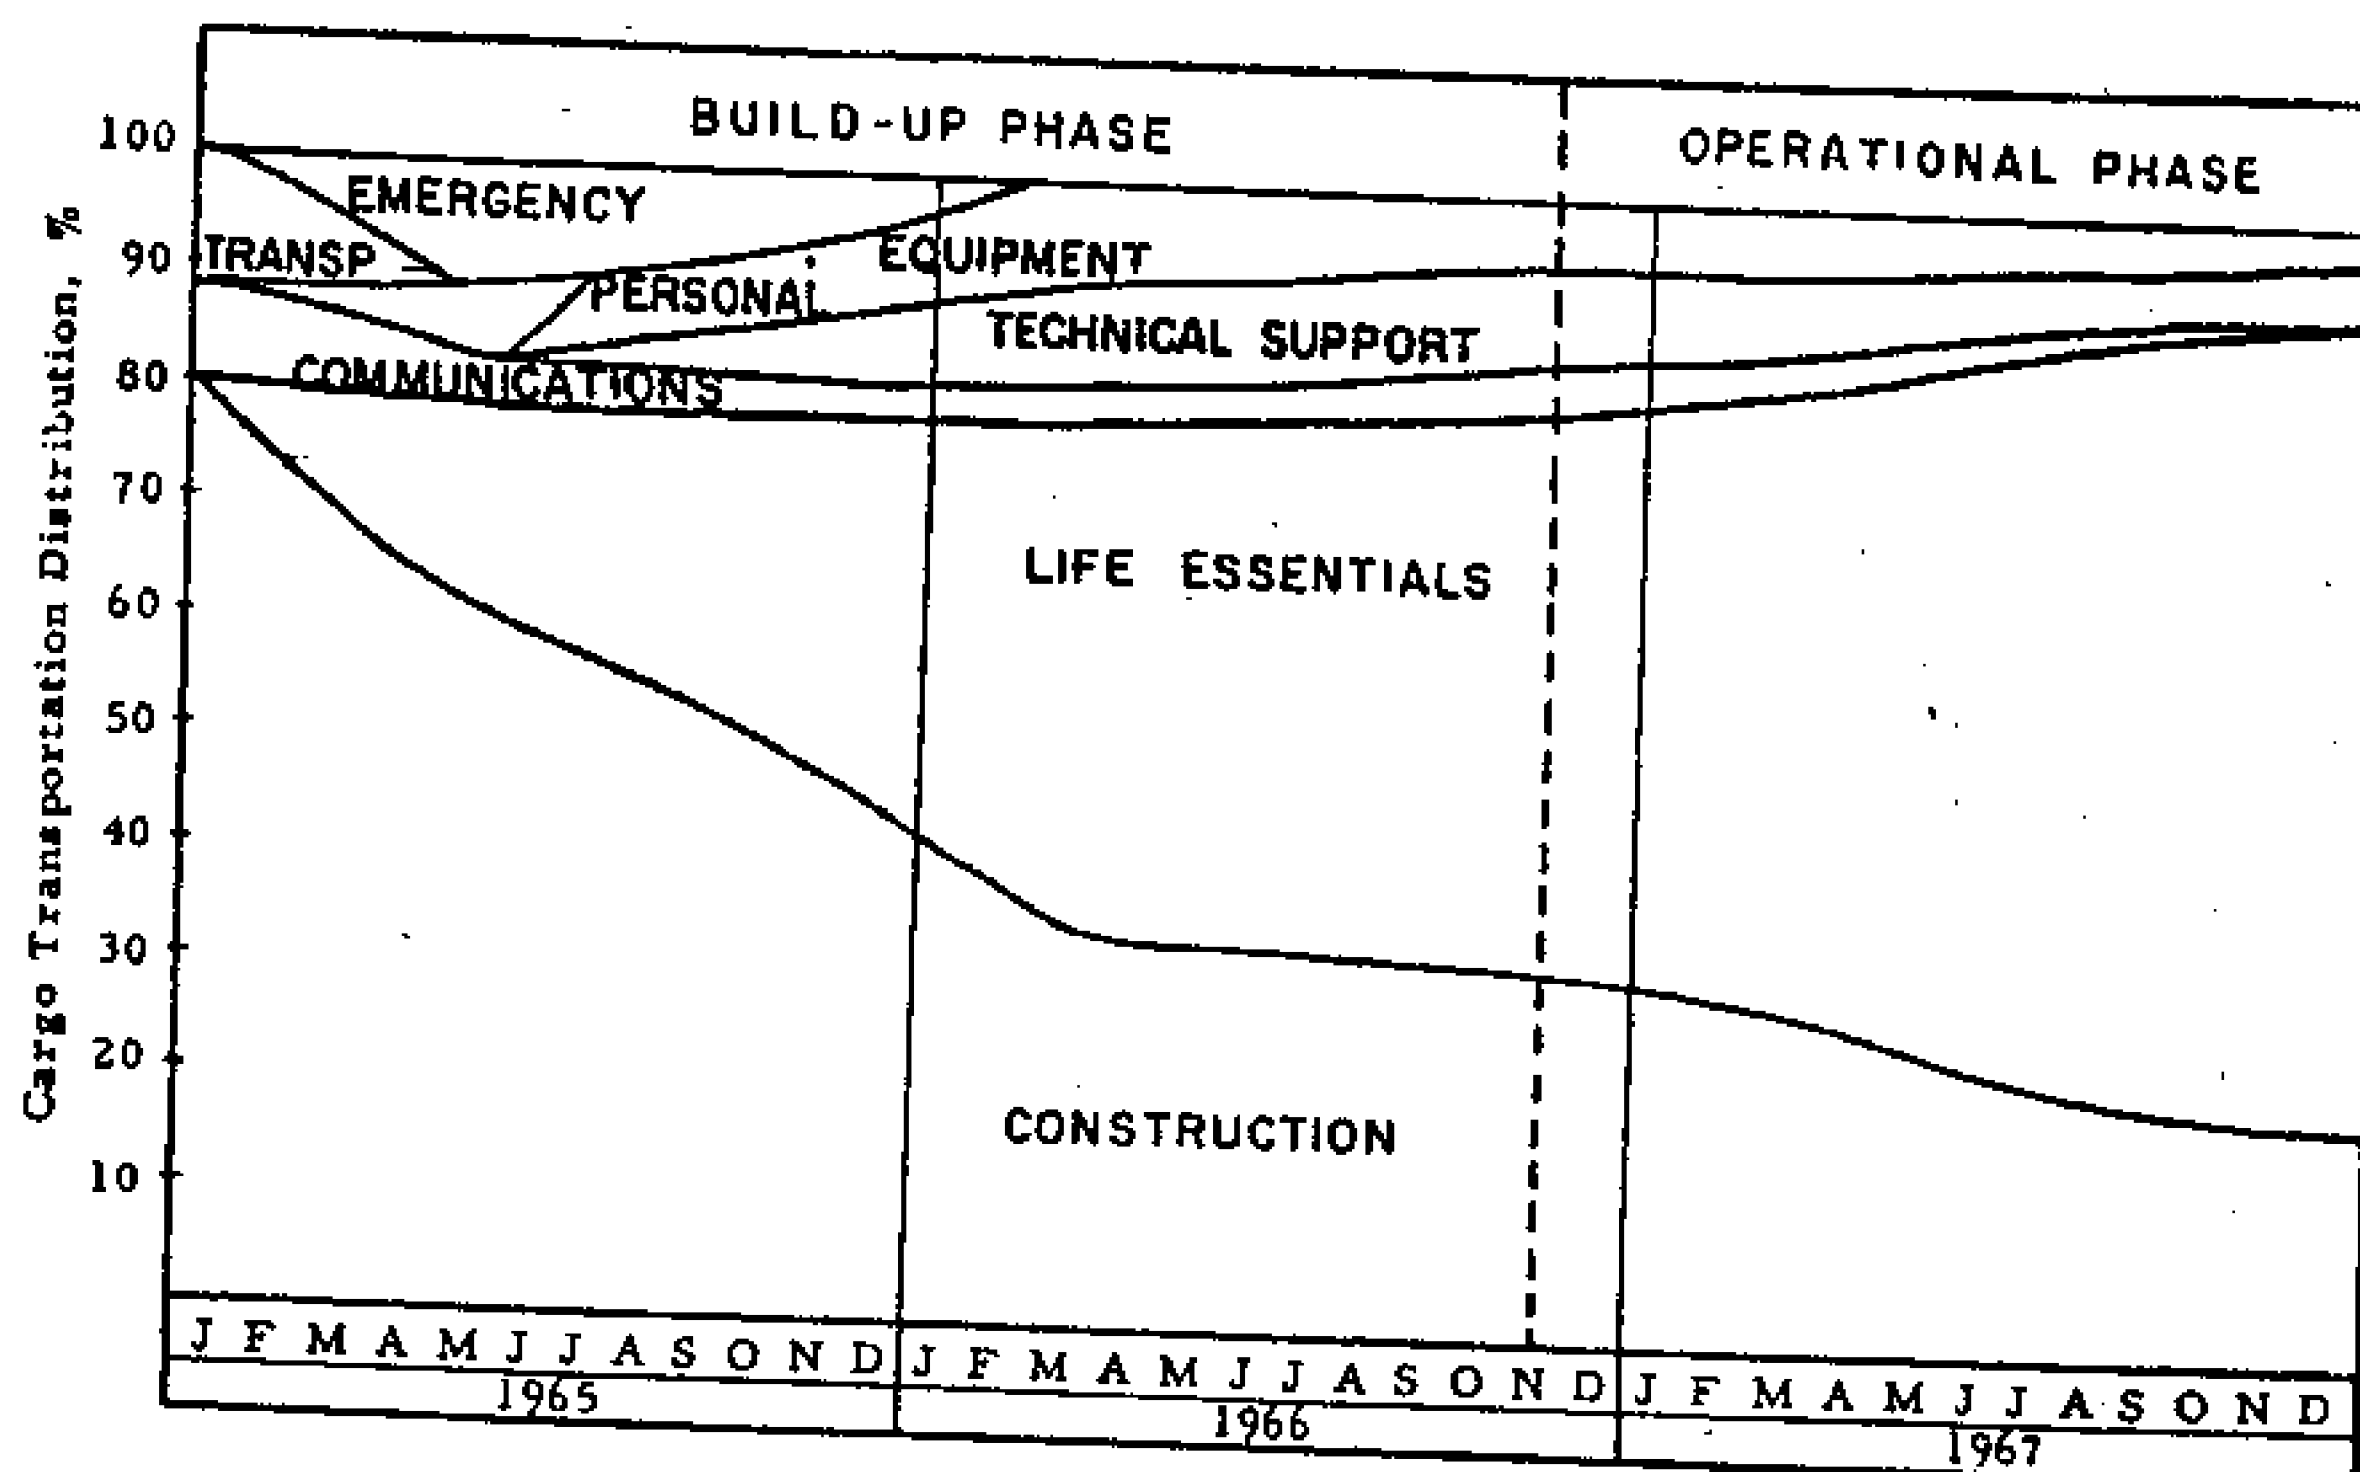 BUILD-UP PHASE
OPERATIONAL PHASE
Cargo Transportation Distribution, %
100
90
80
70
60
50
40
30
20
10
EMERGENCY
TRANSP
EQUIPMENT
PERSONAL
TECHNICAL SUPPORT
COMMUNICATIONS
LIFE ESSENTIALS
CONSTRUCTION
J F M A M J J A S O N D J F M A M J J A S O N D J F M A M J J A S O N D
1965 1966 1967